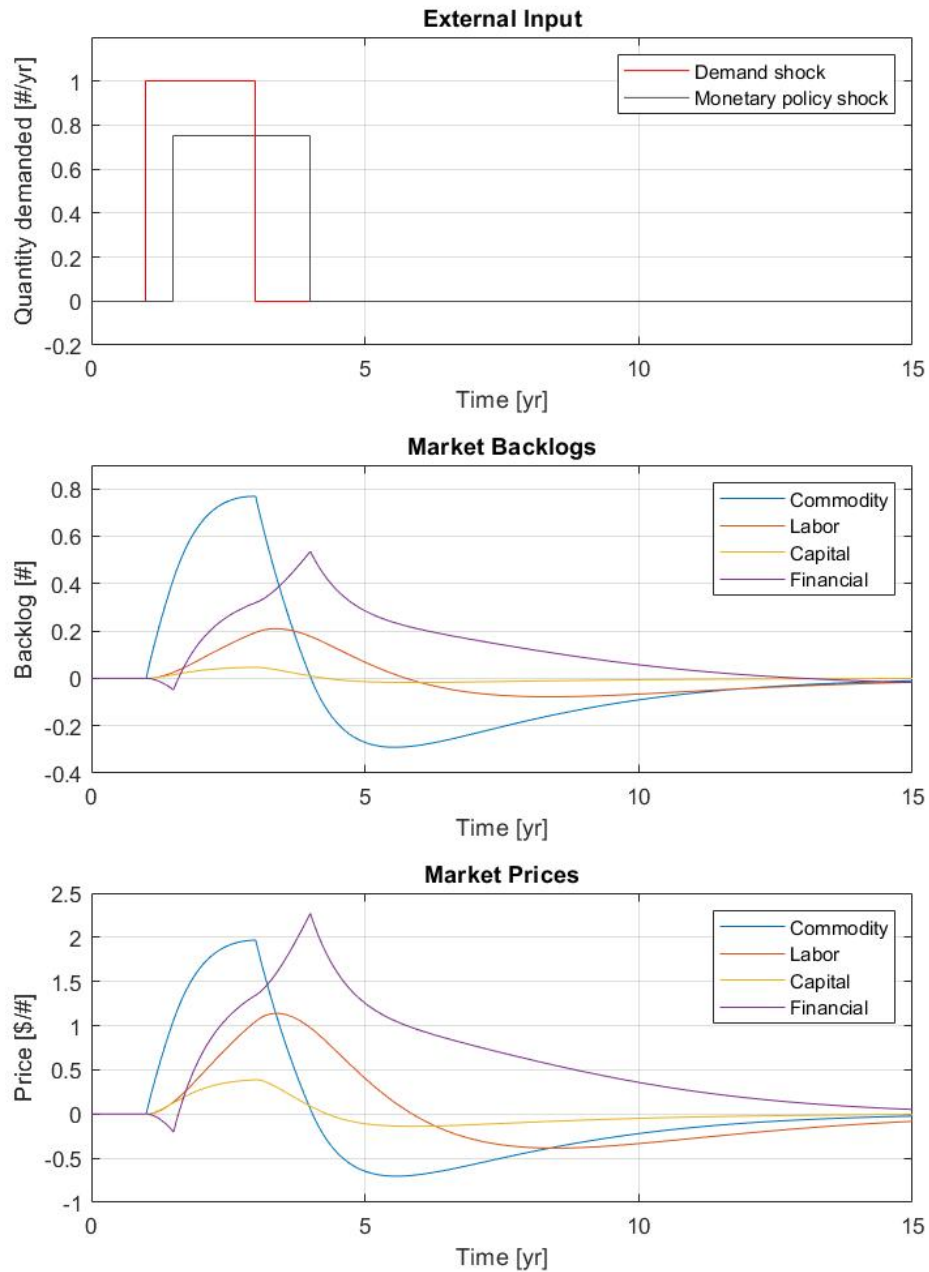 External Input
Quantity demanded [#/yr]
1
0.8
0.6
0.4
0.2
0
-0.2
Demand shock
Monetary policy shock
0 5 10 15
Time [yr]
Market Backlogs
Backlog [#]
0.8
0.6
0.4
0.2
0
-0.2
-0.4
Commodity
Labor
Capital
Financial
0 5 10 15
Time [yr]
Market Prices
Price [$/#]
2.5
2
1.5
1
0.5
0
-0.5
-1
Commodity
Labor
Capital
Financial
0 5 10 15
Time [yr]